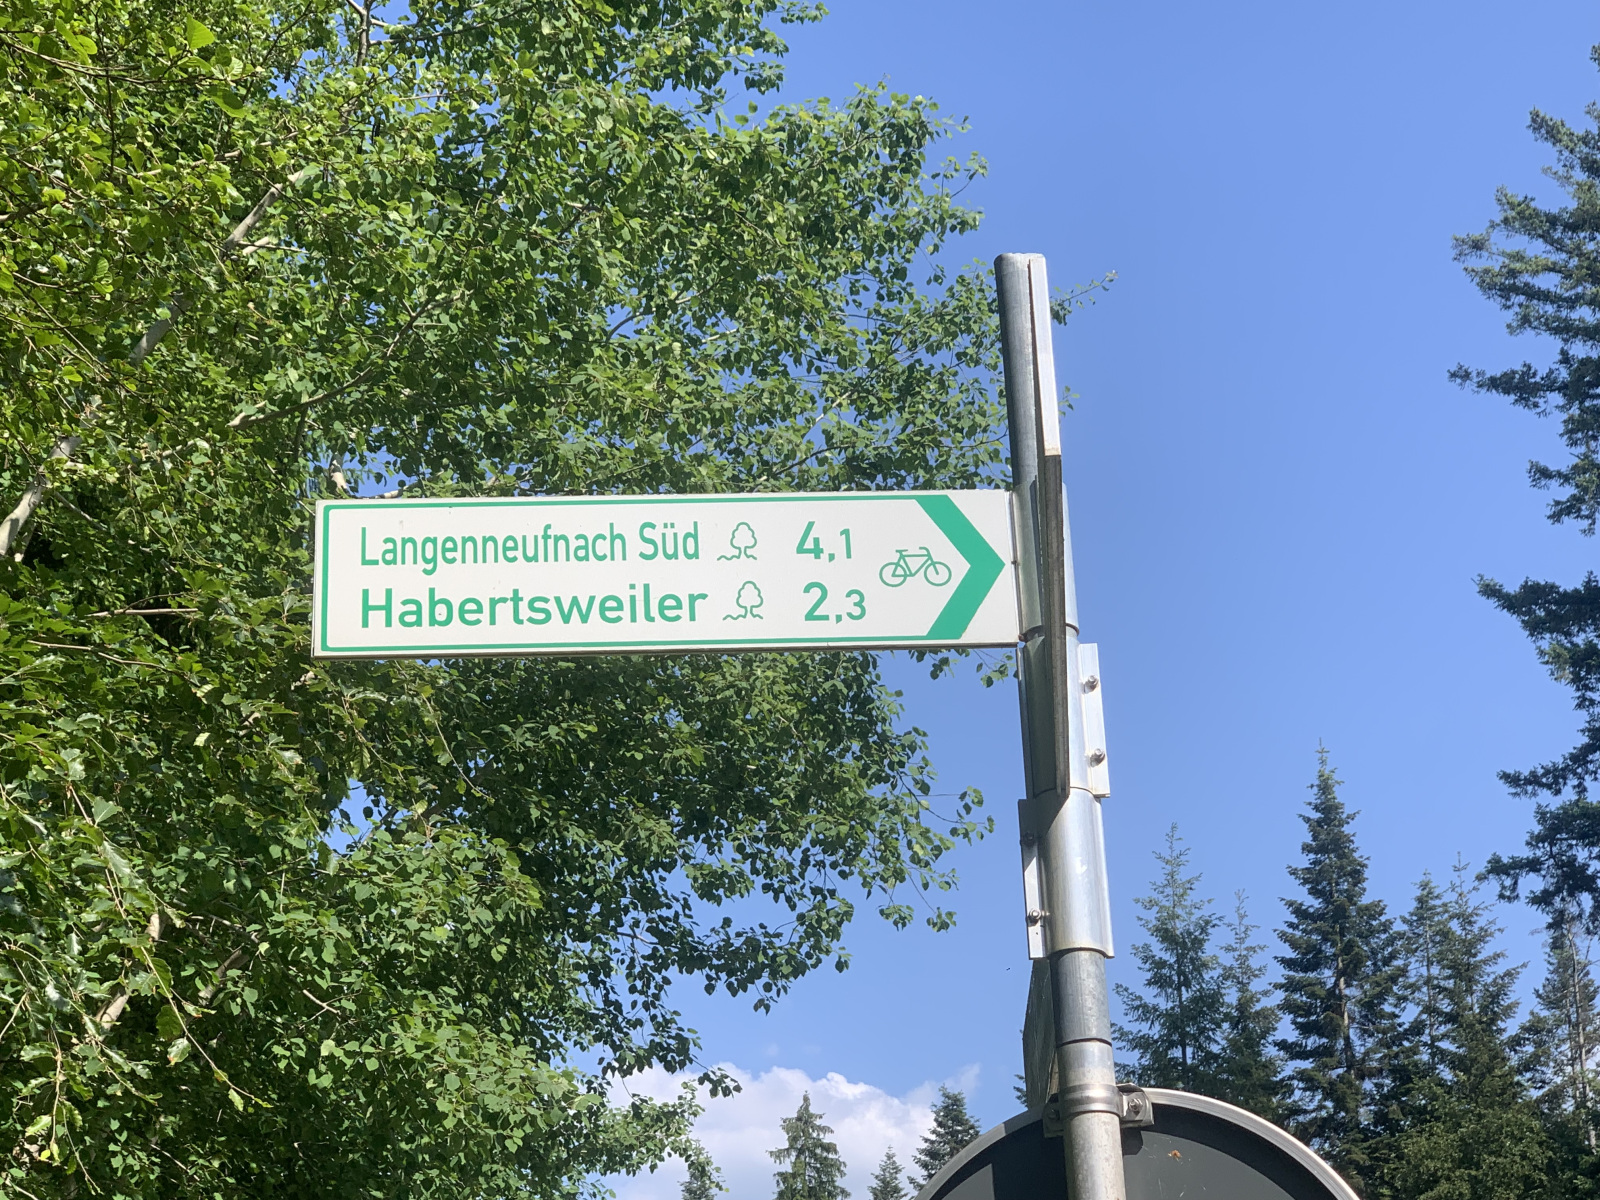 Langenneufnach Süd 4,1
Habertsweiler 2,3